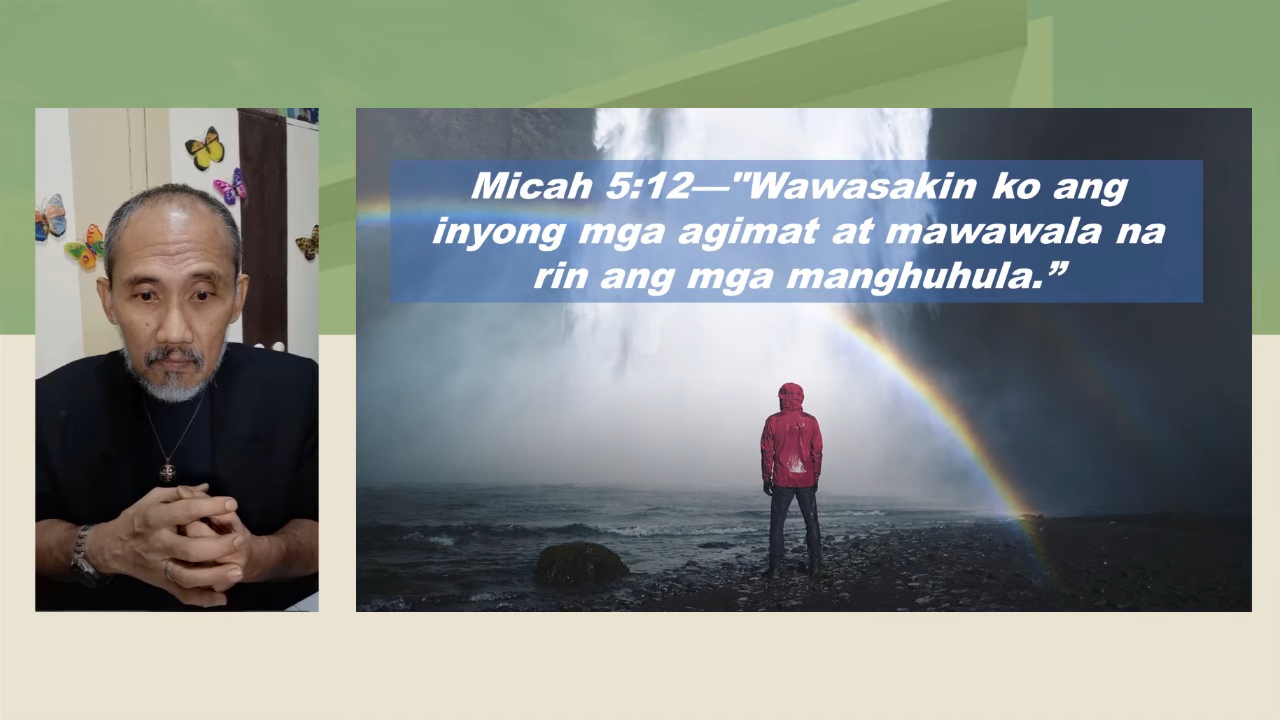 Micah 5:12—"Wawasakin ko ang
inyong mga agimat at mawawala na
rin ang mga manghuhula.”